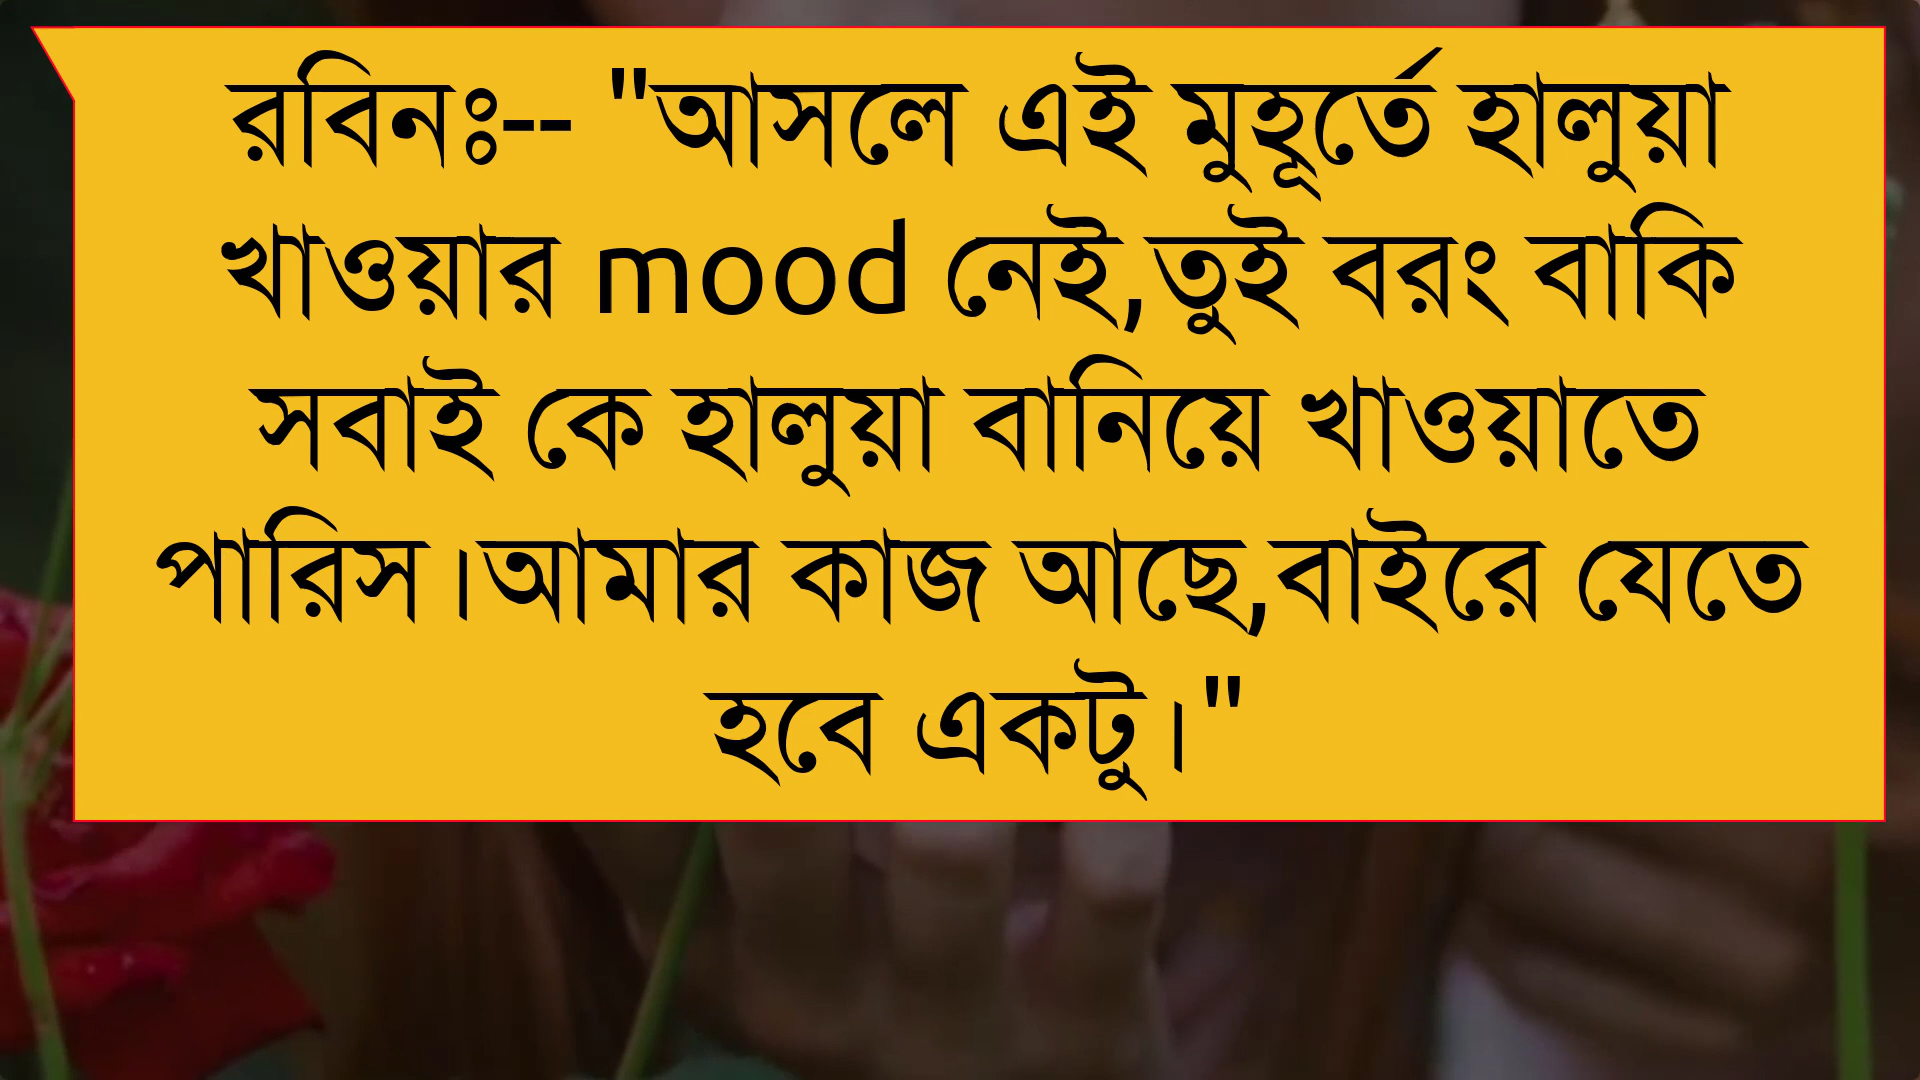 রবিনঃ-- "আসলে এই মুহূর্তে হালুয়া
খাওয়ার mood নেই,তুই বরং বাকি
সবাই কে হালুয়া বানিয়ে খাওয়াতে
পারিস।আমার কাজ আছে,বাইরে যেতে
হবে একটু।"